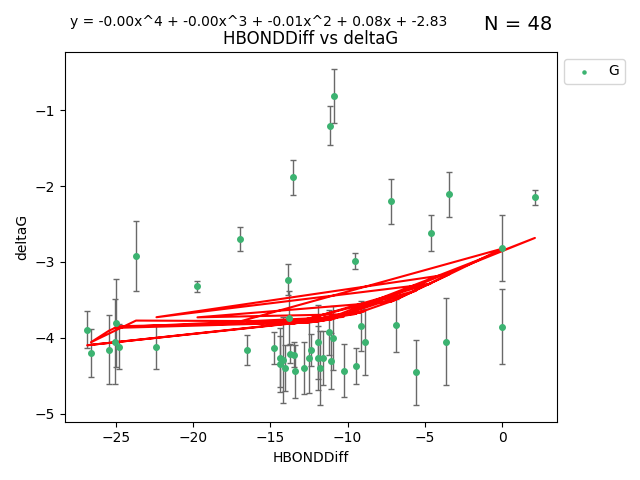 y = -0.00x^4 + -0.00x^3 + -0.01x^2 + 0.08x + -2.83
N = 48
HBONDDiff vs deltaG
G
−1
−2
−3
−4
−5
deltaG
−25 −20 −15 −10 −5 0
HBONDDiff